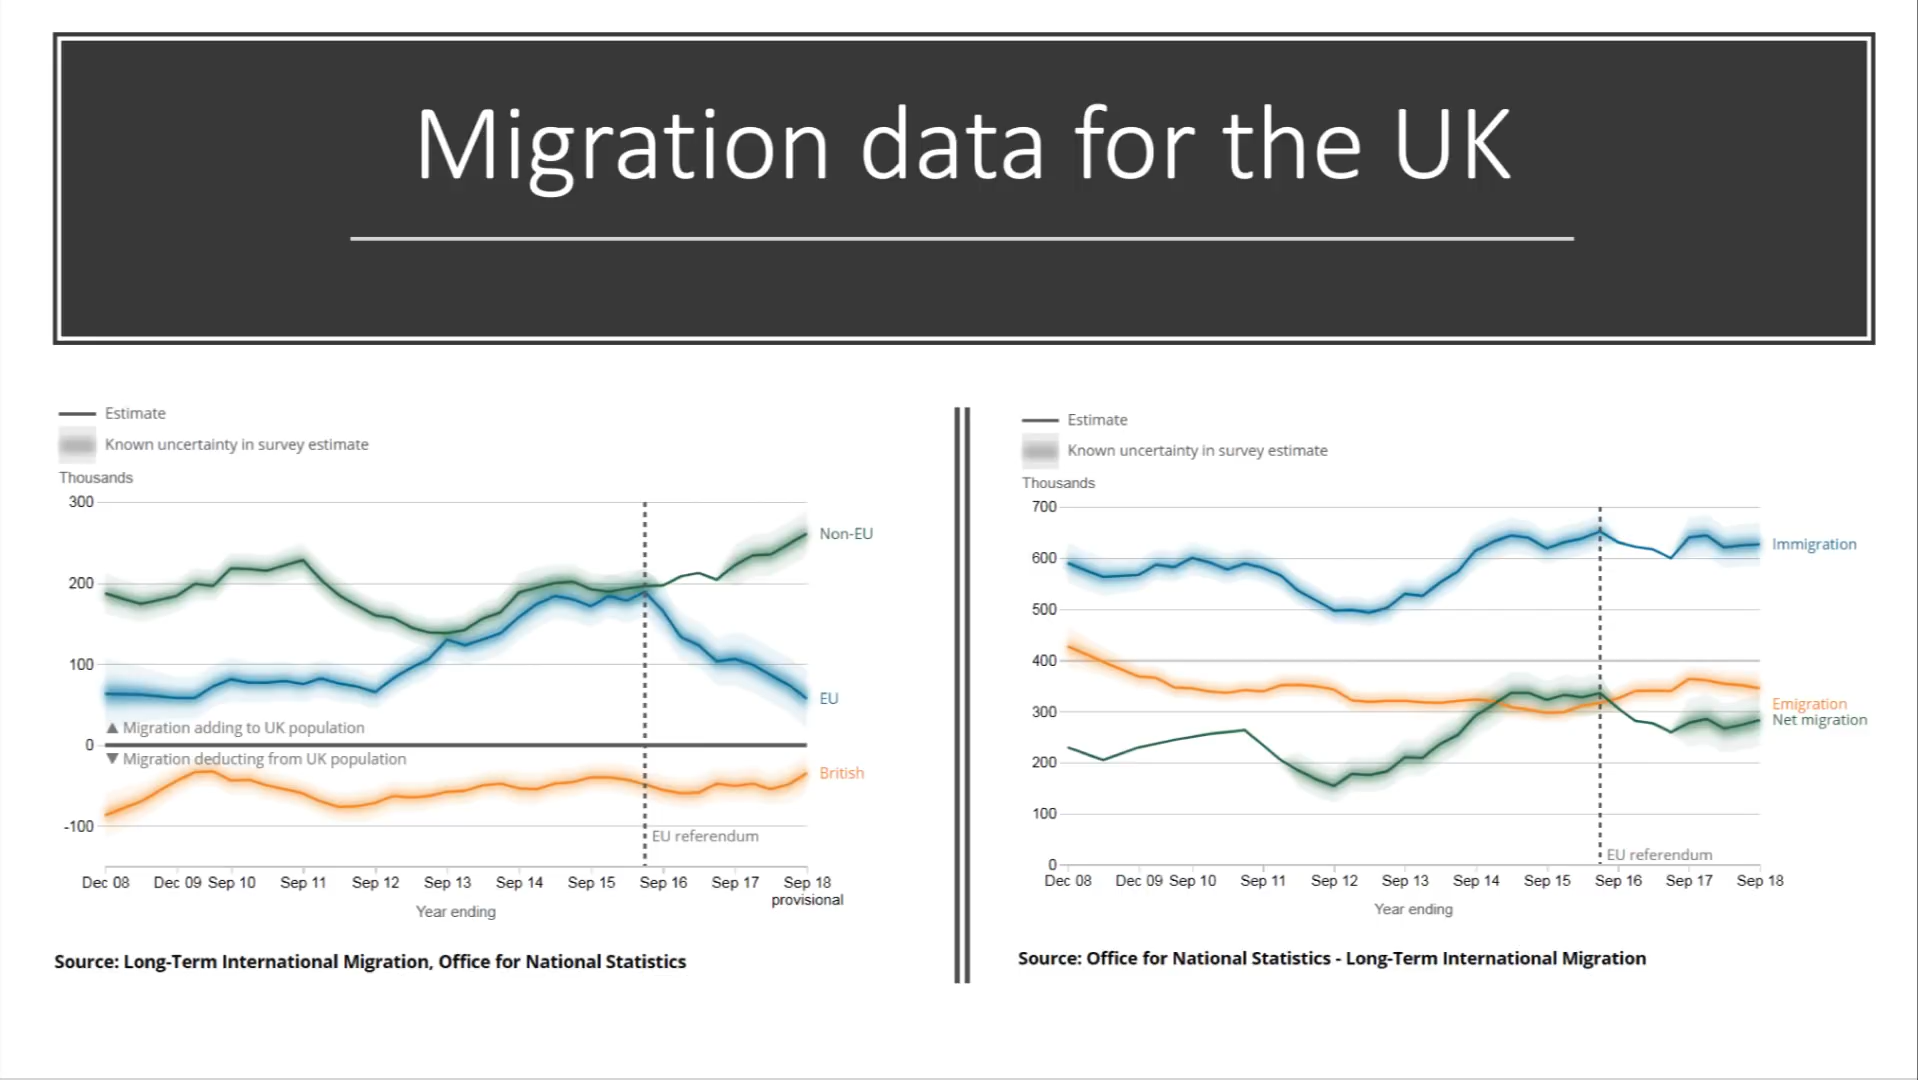 Migration data for the UK
Estimate
Known uncertainty in survey estimate
Thousands
300
Non-EU
200
100
EU
▲ Migration adding to UK population
0
▼ Migration deducting from UK population
British
-100
EU referendum
Dec 08 Dec 09 Sep 10 Sep 11 Sep 12 Sep 13 Sep 14 Sep 15 Sep 16 Sep 17 Sep 18
provisional
Year ending
Source: Long-Term International Migration, Office for National Statistics
Estimate
Known uncertainty in survey estimate
Thousands
700
600
Immigration
500
400
300
Emigration
Net migration
200
100
0
EU referendum
Dec 08 Dec 09 Sep 10 Sep 11 Sep 12 Sep 13 Sep 14 Sep 15 Sep 16 Sep 17 Sep 18
Year ending
Source: Office for National Statistics - Long-Term International Migration